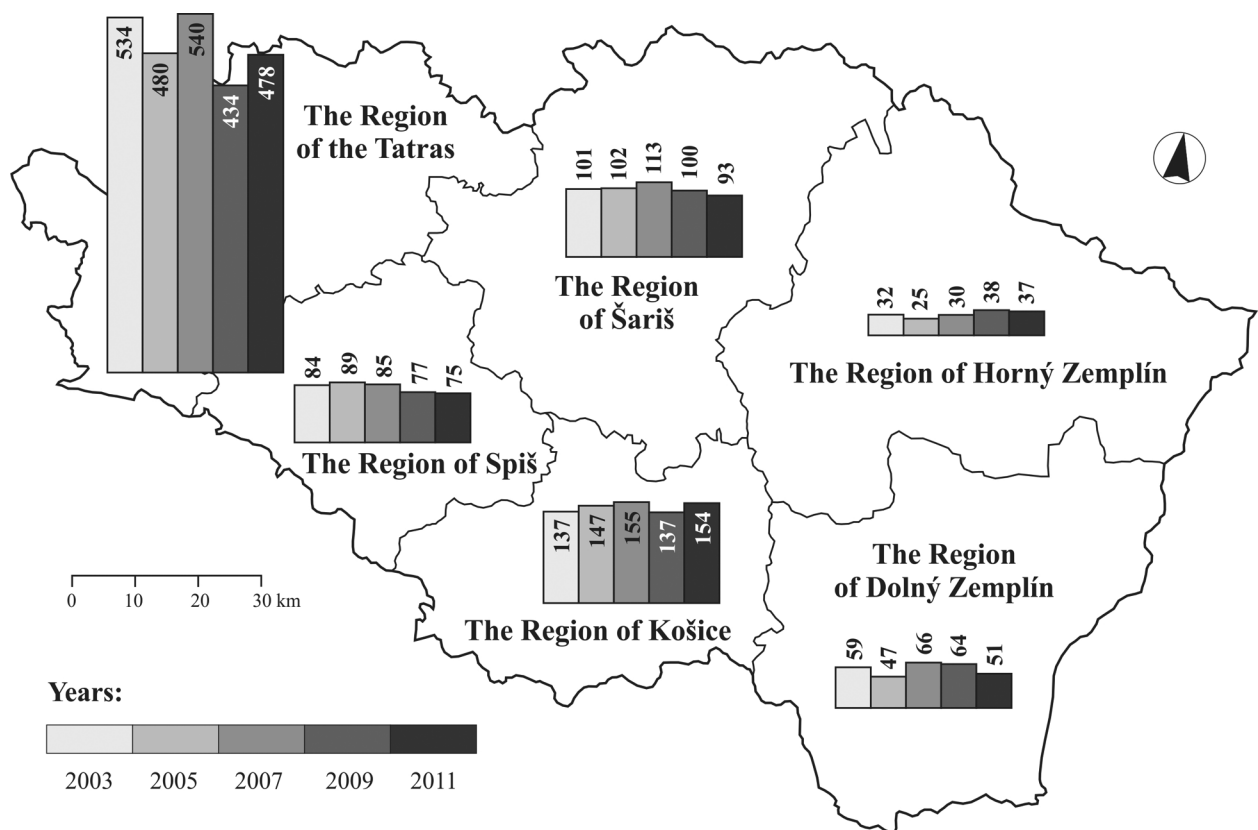 534
480
540
434
478
The Region
of the Tatras
101
102
113
100
93
The Region
of Šariš
32
25
30
38
37
The Region of Horný Zemplín
84
89
85
77
75
The Region of Spiš
137
147
155
137
154
The Region of Košice
The Region
of Dolný Zemplín
59
47
66
64
51
0 10 20 30 km
Years:
2003 2005 2007 2009 2011